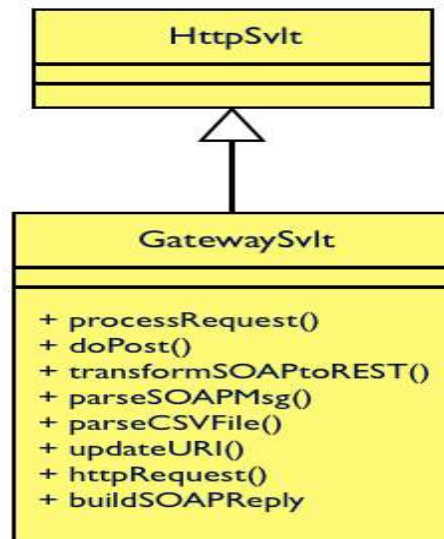 HttpSvlt
GatewaySvlt
+ processRequest()
+ doPost()
+ transformSOAPtoREST()
+ parseSOAPMsg()
+ parseCSVFile()
+ updateURI()
+ httpRequest()
+ buildSOAPReply